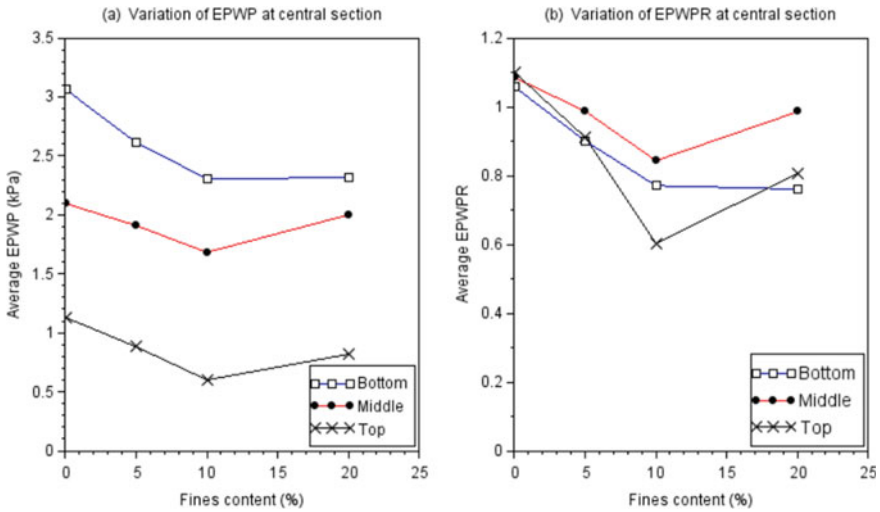 (a) Variation of EPWP at central section
3.5
3
2.5
2
1.5
1
0.5
0
Average EPWP (kPa)
0 5 10 15 20 25
Fines content (%)
Bottom
Middle
Top
(b) Variation of EPWPR at central section
1.2
1
0.8
0.6
0.4
0.2
0
Average EPWPR
0 5 10 15 20 25
Fines content (%)
Bottom
Middle
Top